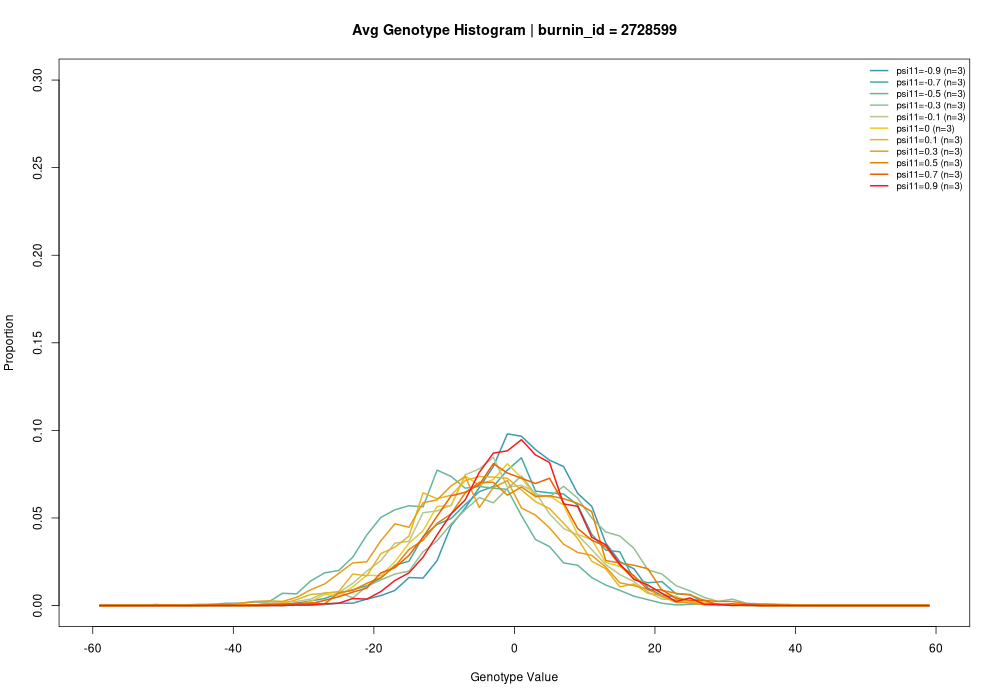 Avg Genotype Histogram | burnin_id = 2728599
psi11=-0.9 (n=3)
psi11=-0.7 (n=3)
psi11=-0.5 (n=3)
psi11=-0.3 (n=3)
psi11=-0.1 (n=3)
psi11=0 (n=3)
psi11=0.1 (n=3)
psi11=0.3 (n=3)
psi11=0.5 (n=3)
psi11=0.7 (n=3)
psi11=0.9 (n=3)
Proportion
0.30
0.25
0.20
0.15
0.10
0.05
0.00
-60 -40 -20 0 20 40 60
Genotype Value